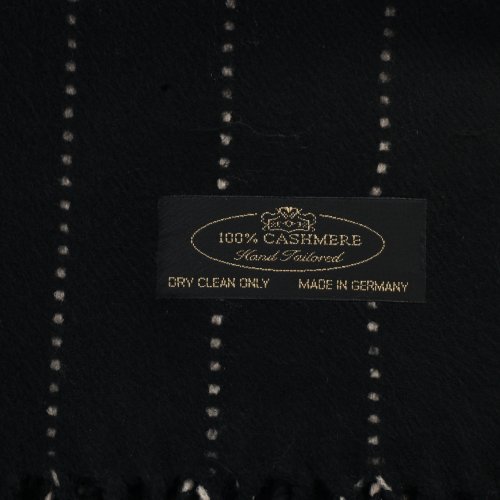 100% CASHMERE
Hand Tailored
DRY CLEAN ONLY MADE IN GERMANY